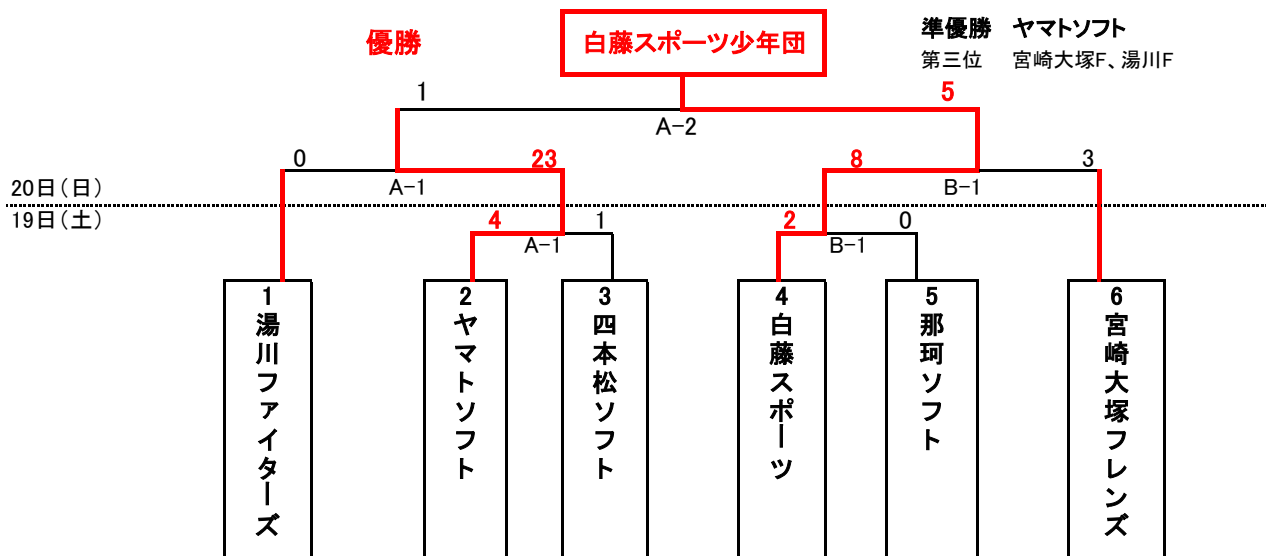 優勝
白藤スポーツ少年団
準優勝 ヤマトソフト
第三位 宮崎大塚F、湯川F
1
5
A-2
0
23
8
3
A-1
B-1
20日(日)
19日(土)
4
1
2
0
A-1
B-1
1 湯川ファイターズ
2 ヤマトソフト
3 四本松ソフト
4 白藤スポーツ
5 那珂ソフト
6 宮崎大塚フレンズ